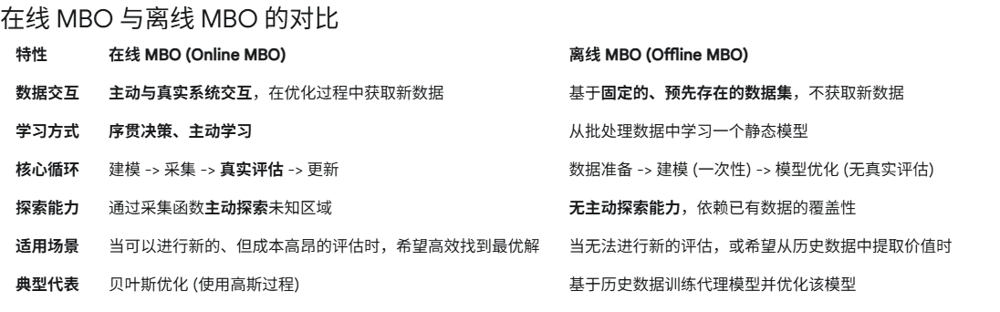 在线 MBO 与离线 MBO 的对比
特性 在线 MBO (Online MBO) 离线 MBO (Offline MBO)
数据交互 主动与真实系统交互，在优化过程中获取新数据 基于固定的、预先存在的数据集，不获取新数据
学习方式 序贯决策、主动学习 从批处理数据中学习一个静态模型
核心循环 建模 -> 采集 -> 真实评估 -> 更新 数据准备 -> 建模 (一次性) -> 模型优化 (无真实评估)
探索能力 通过采集函数主动探索未知区域 无主动探索能力，依赖已有数据的覆盖性
适用场景 当可以进行新的、但成本高昂的评估时，希望高效找到最优解 当无法进行新的评估，或希望从历史数据中提取价值时
典型代表 贝叶斯优化 (使用高斯过程) 基于历史数据训练代理模型并优化该模型